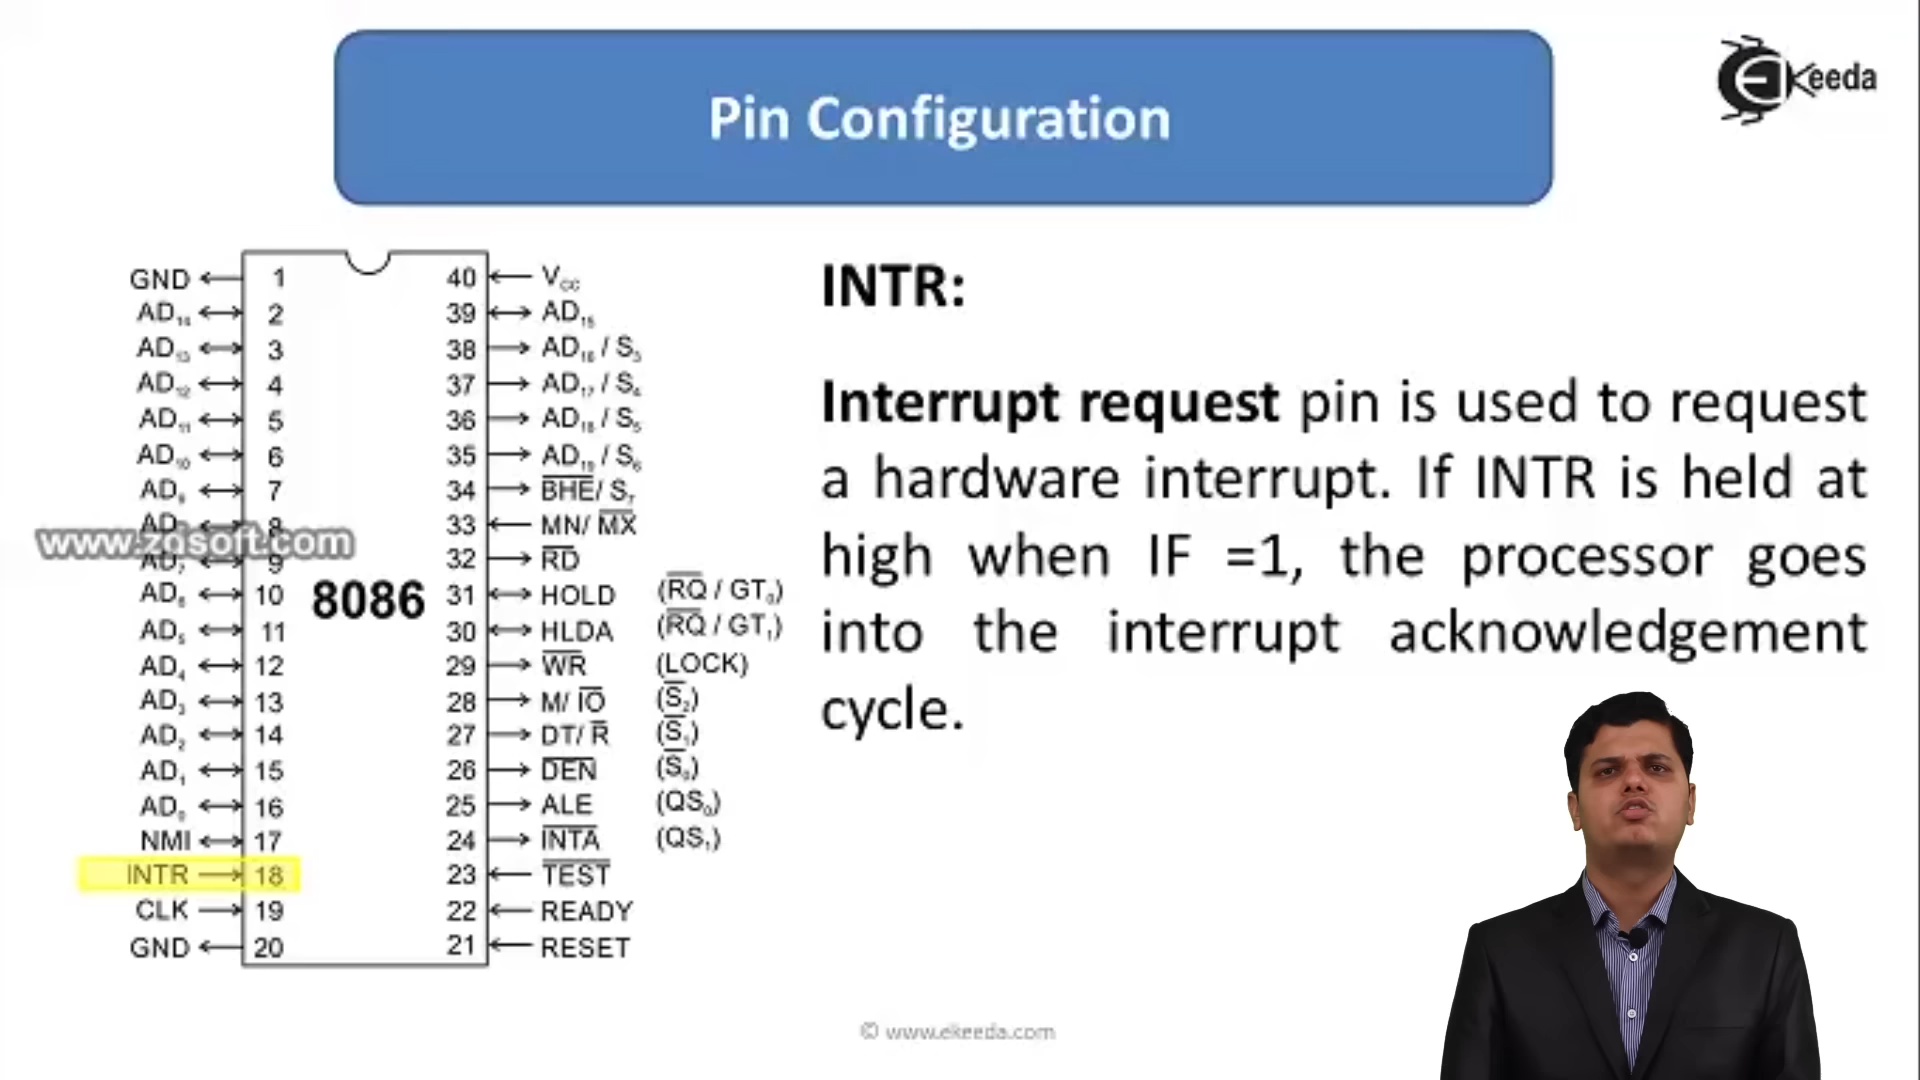 Pin Configuration
Ekeeda
GND 1 40 VCC
AD14 2 39 AD15
AD13 3 38 AD16 / S3
AD12 4 37 AD17 / S4
AD11 5 36 AD18 / S5
AD10 6 35 AD19 / S6
AD9 7 34 BHE/ S7
AD 8 33 MN/ MX
www.zdsoft.com
AD7 9 32 RD
AD6 10 31 HOLD (RQ / GT0)
8086
AD5 11 30 HLDA (RQ / GT1)
AD4 12 29 WR (LOCK)
AD3 13 28 M/ IO (S2)
AD2 14 27 DT/ R (S1)
AD1 15 26 DEN (S0)
AD0 16 25 ALE (QS0)
NMI 17 24 INTA (QS1)
INTR 18 23 TEST
CLK 19 22 READY
GND 20 21 RESET
INTR:
Interrupt request pin is used to request
a hardware interrupt. If INTR is held at
high when IF =1, the processor goes
into the interrupt acknowledgement
cycle.
© www.ekeeda.com